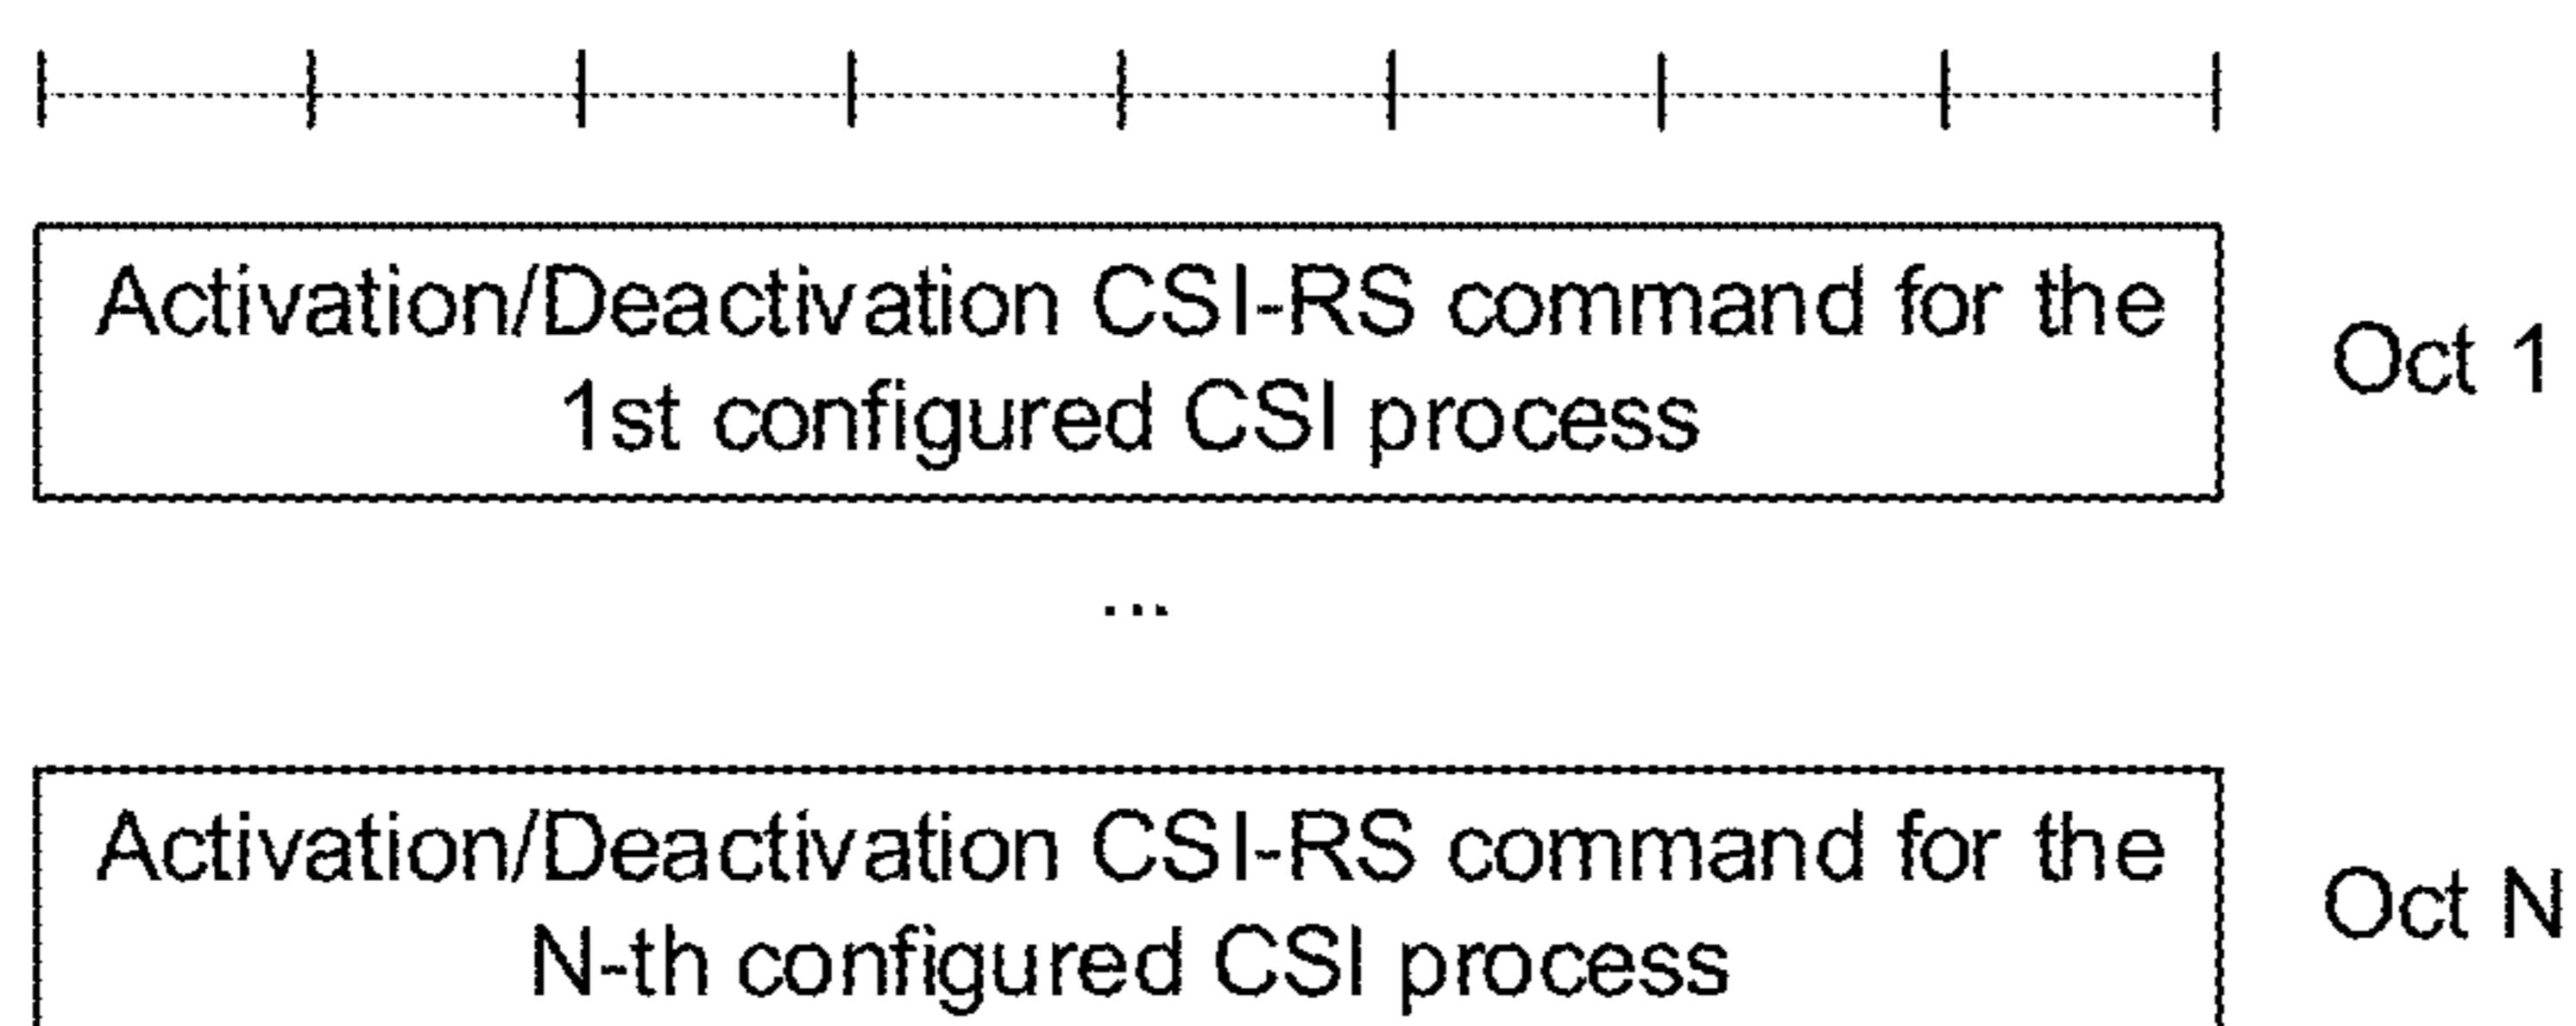 Activation/Deactivation CSI-RS command for the
1st configured CSI process
Oct 1
...
Activation/Deactivation CSI-RS command for the
N-th configured CSI process
Oct N